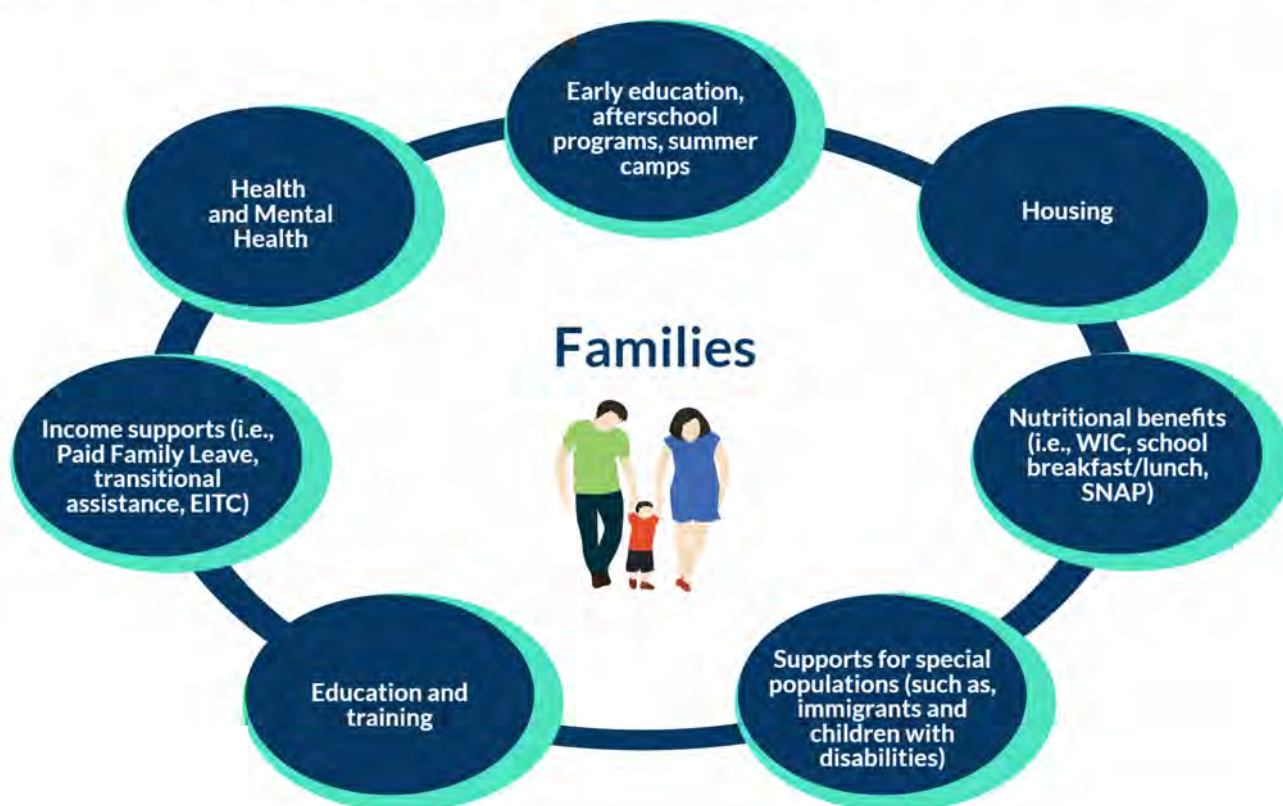 Early education,
afterschool
programs, summer
camps
Health
and Mental
Health
Housing
Families
Income supports (i.e.,
Paid Family Leave,
transitional
assistance, EITC)
Nutritional benefits
(i.e., WIC, school
breakfast/lunch,
SNAP)
Education and
training
Supports for special
populations (such as,
immigrants and
children with
disabilities)